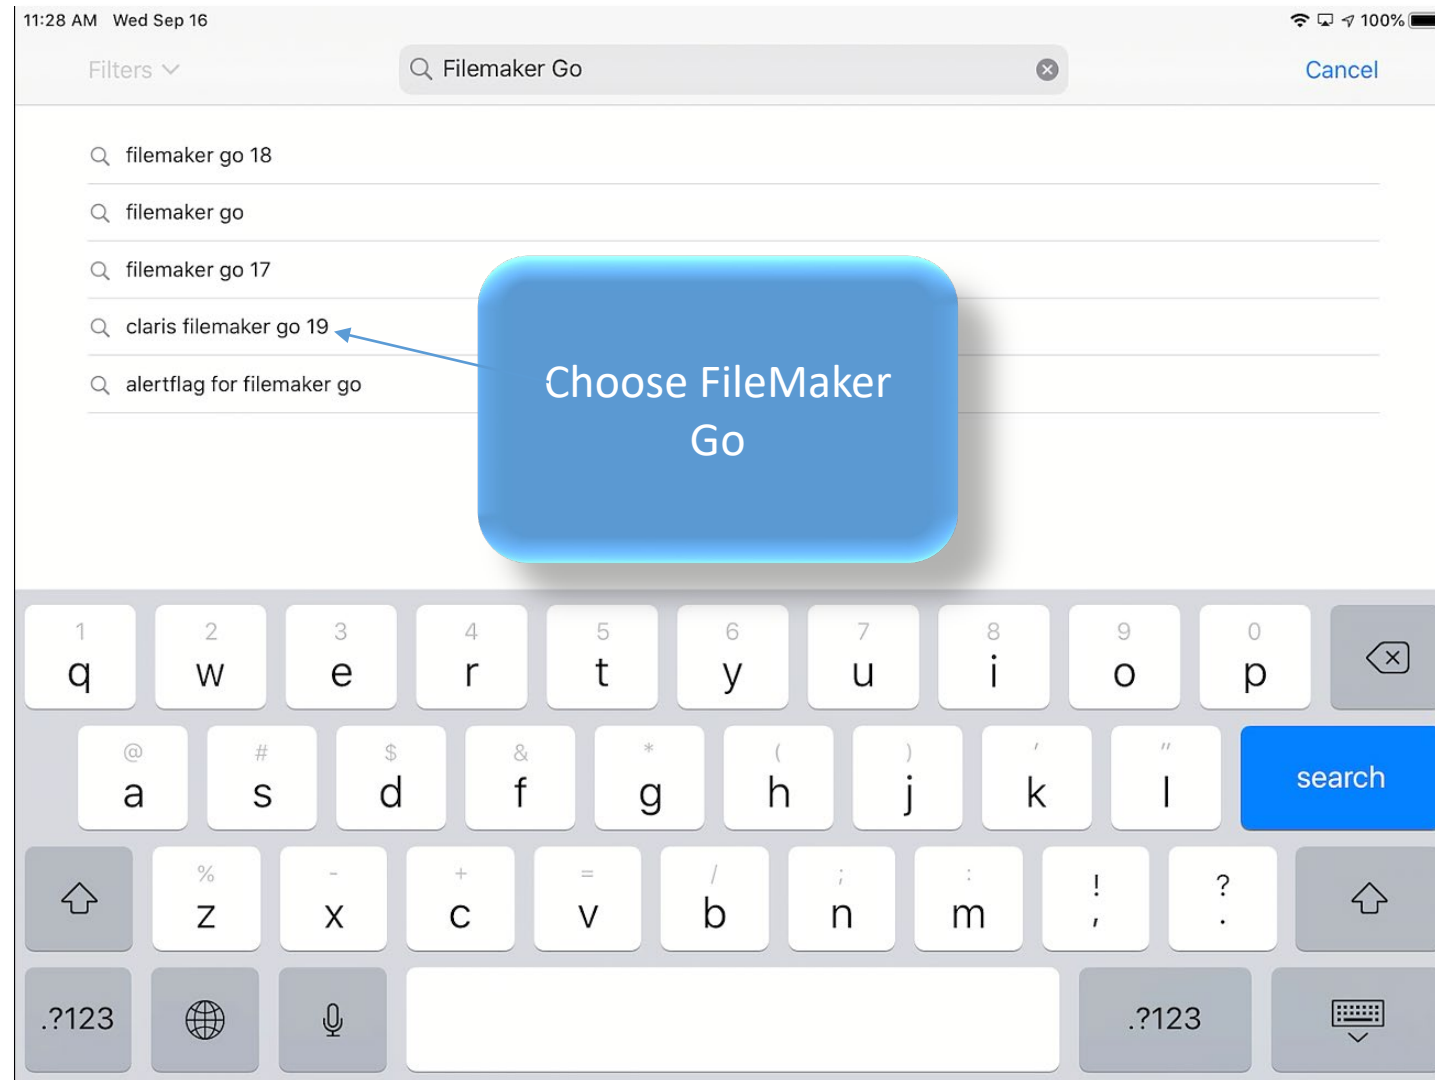 11:28 AM Wed Sep 16
100%
Filters
Filemaker Go
Cancel
filemaker go 18
filemaker go
filemaker go 17
claris filemaker go 19
alertflag for filemaker go
Choose FileMaker
Go
1 2 3 4 5 6 7 8 9 0
q w e r t y u i o p
@ # $ & * ( ) ' "
a s d f g h j k l
search
% - + = / ; : ! ?
z x c v b n m , .
.?123
.?123